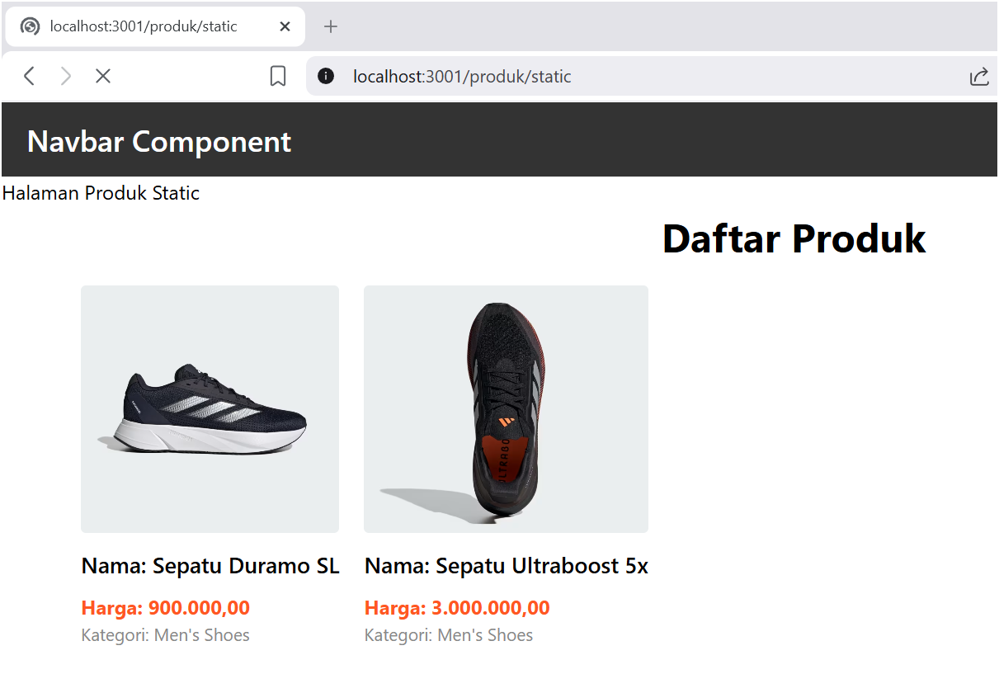 localhost:3001/produk/static
localhost:3001/produk/static
Navbar Component
Halaman Produk Static
Daftar Produk
Nama: Sepatu Duramo SL
Harga: 900.000,00
Kategori: Men's Shoes
Nama: Sepatu Ultraboost 5x
Harga: 3.000.000,00
Kategori: Men's Shoes